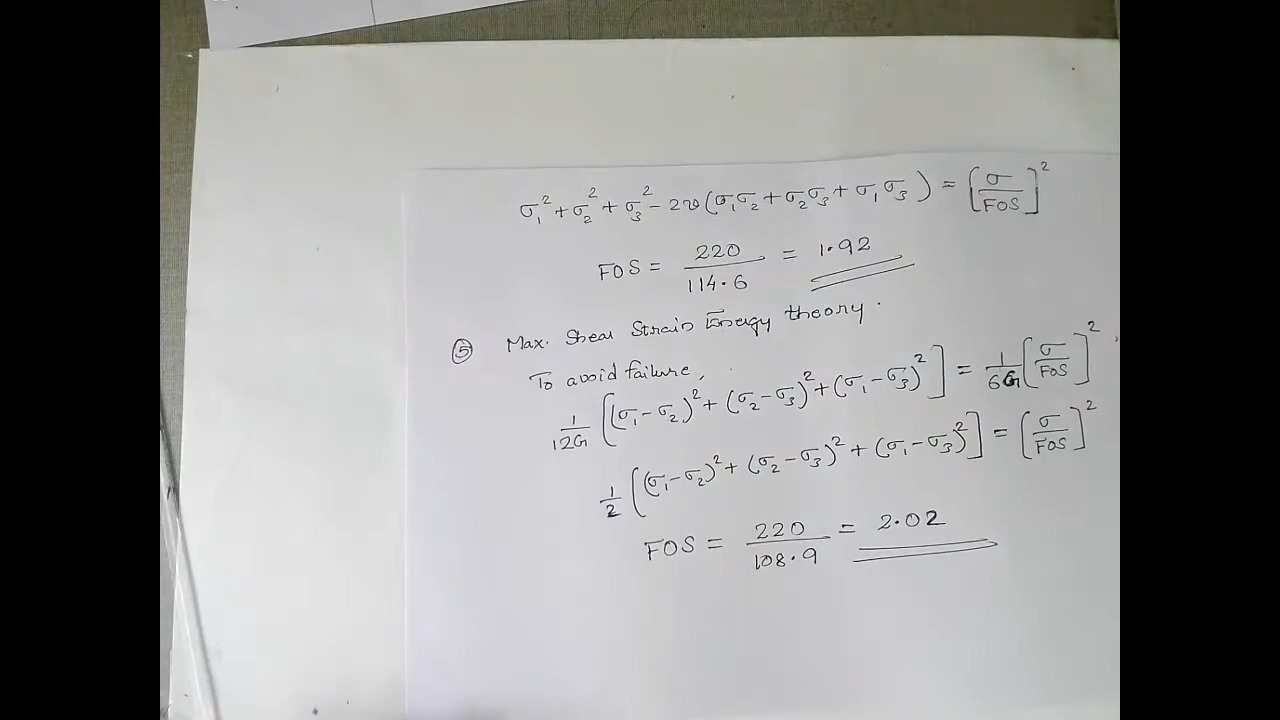 σ₁² + σ₂² + σ₃² - 2ν(σ₁σ₂ + σ₂σ₃ + σ₁σ₃) = [σ/FOS]²
FOS = 220/114.6 = 1.92
⑤ Max. Shear Strain Energy theory.
To avoid failure,
1/12G [(σ₁-σ₂)² + (σ₂-σ₃)² + (σ₁-σ₃)²] = 1/6G [σ/FOS]²
1/2 [(σ₁-σ₂)² + (σ₂-σ₃)² + (σ₁-σ₃)²] = [σ/FOS]²
FOS = 220/108.9 = 2.02